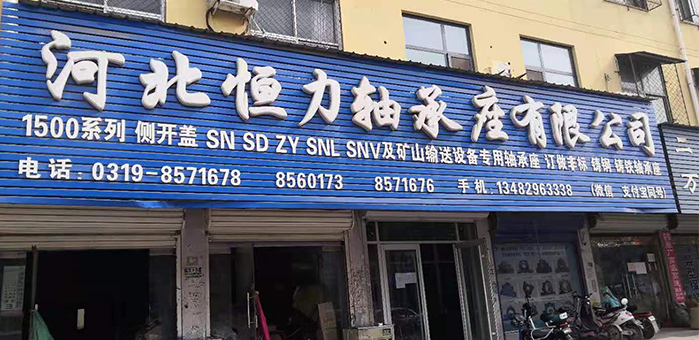 河北恒力轴承座有限公司
1500系列 侧开盖 SN SD ZY SNL SNV及矿山输送设备专用轴承座 订做非标 铸钢 铸铁轴承座
电话:0319-8571678 8560173 8571676 手机:13482963338 (微信 支付宝同号)